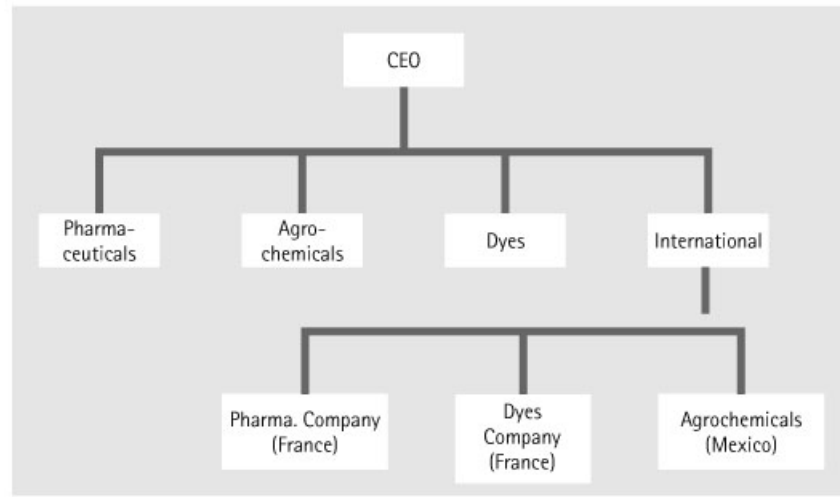 CEO
Pharma-
ceuticals
Agro-
chemicals
Dyes
International
Pharma. Company
(France)
Dyes
Company
(France)
Agrochemicals
(Mexico)